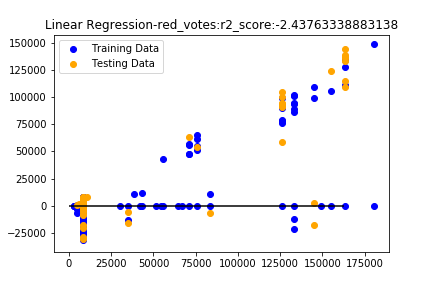 Linear Regression-red_votes:r2_score:-2.43763338883138
Training Data
Testing Data
150000
125000
100000
75000
50000
25000
0
−25000
0 25000 50000 75000 100000 125000 150000 175000